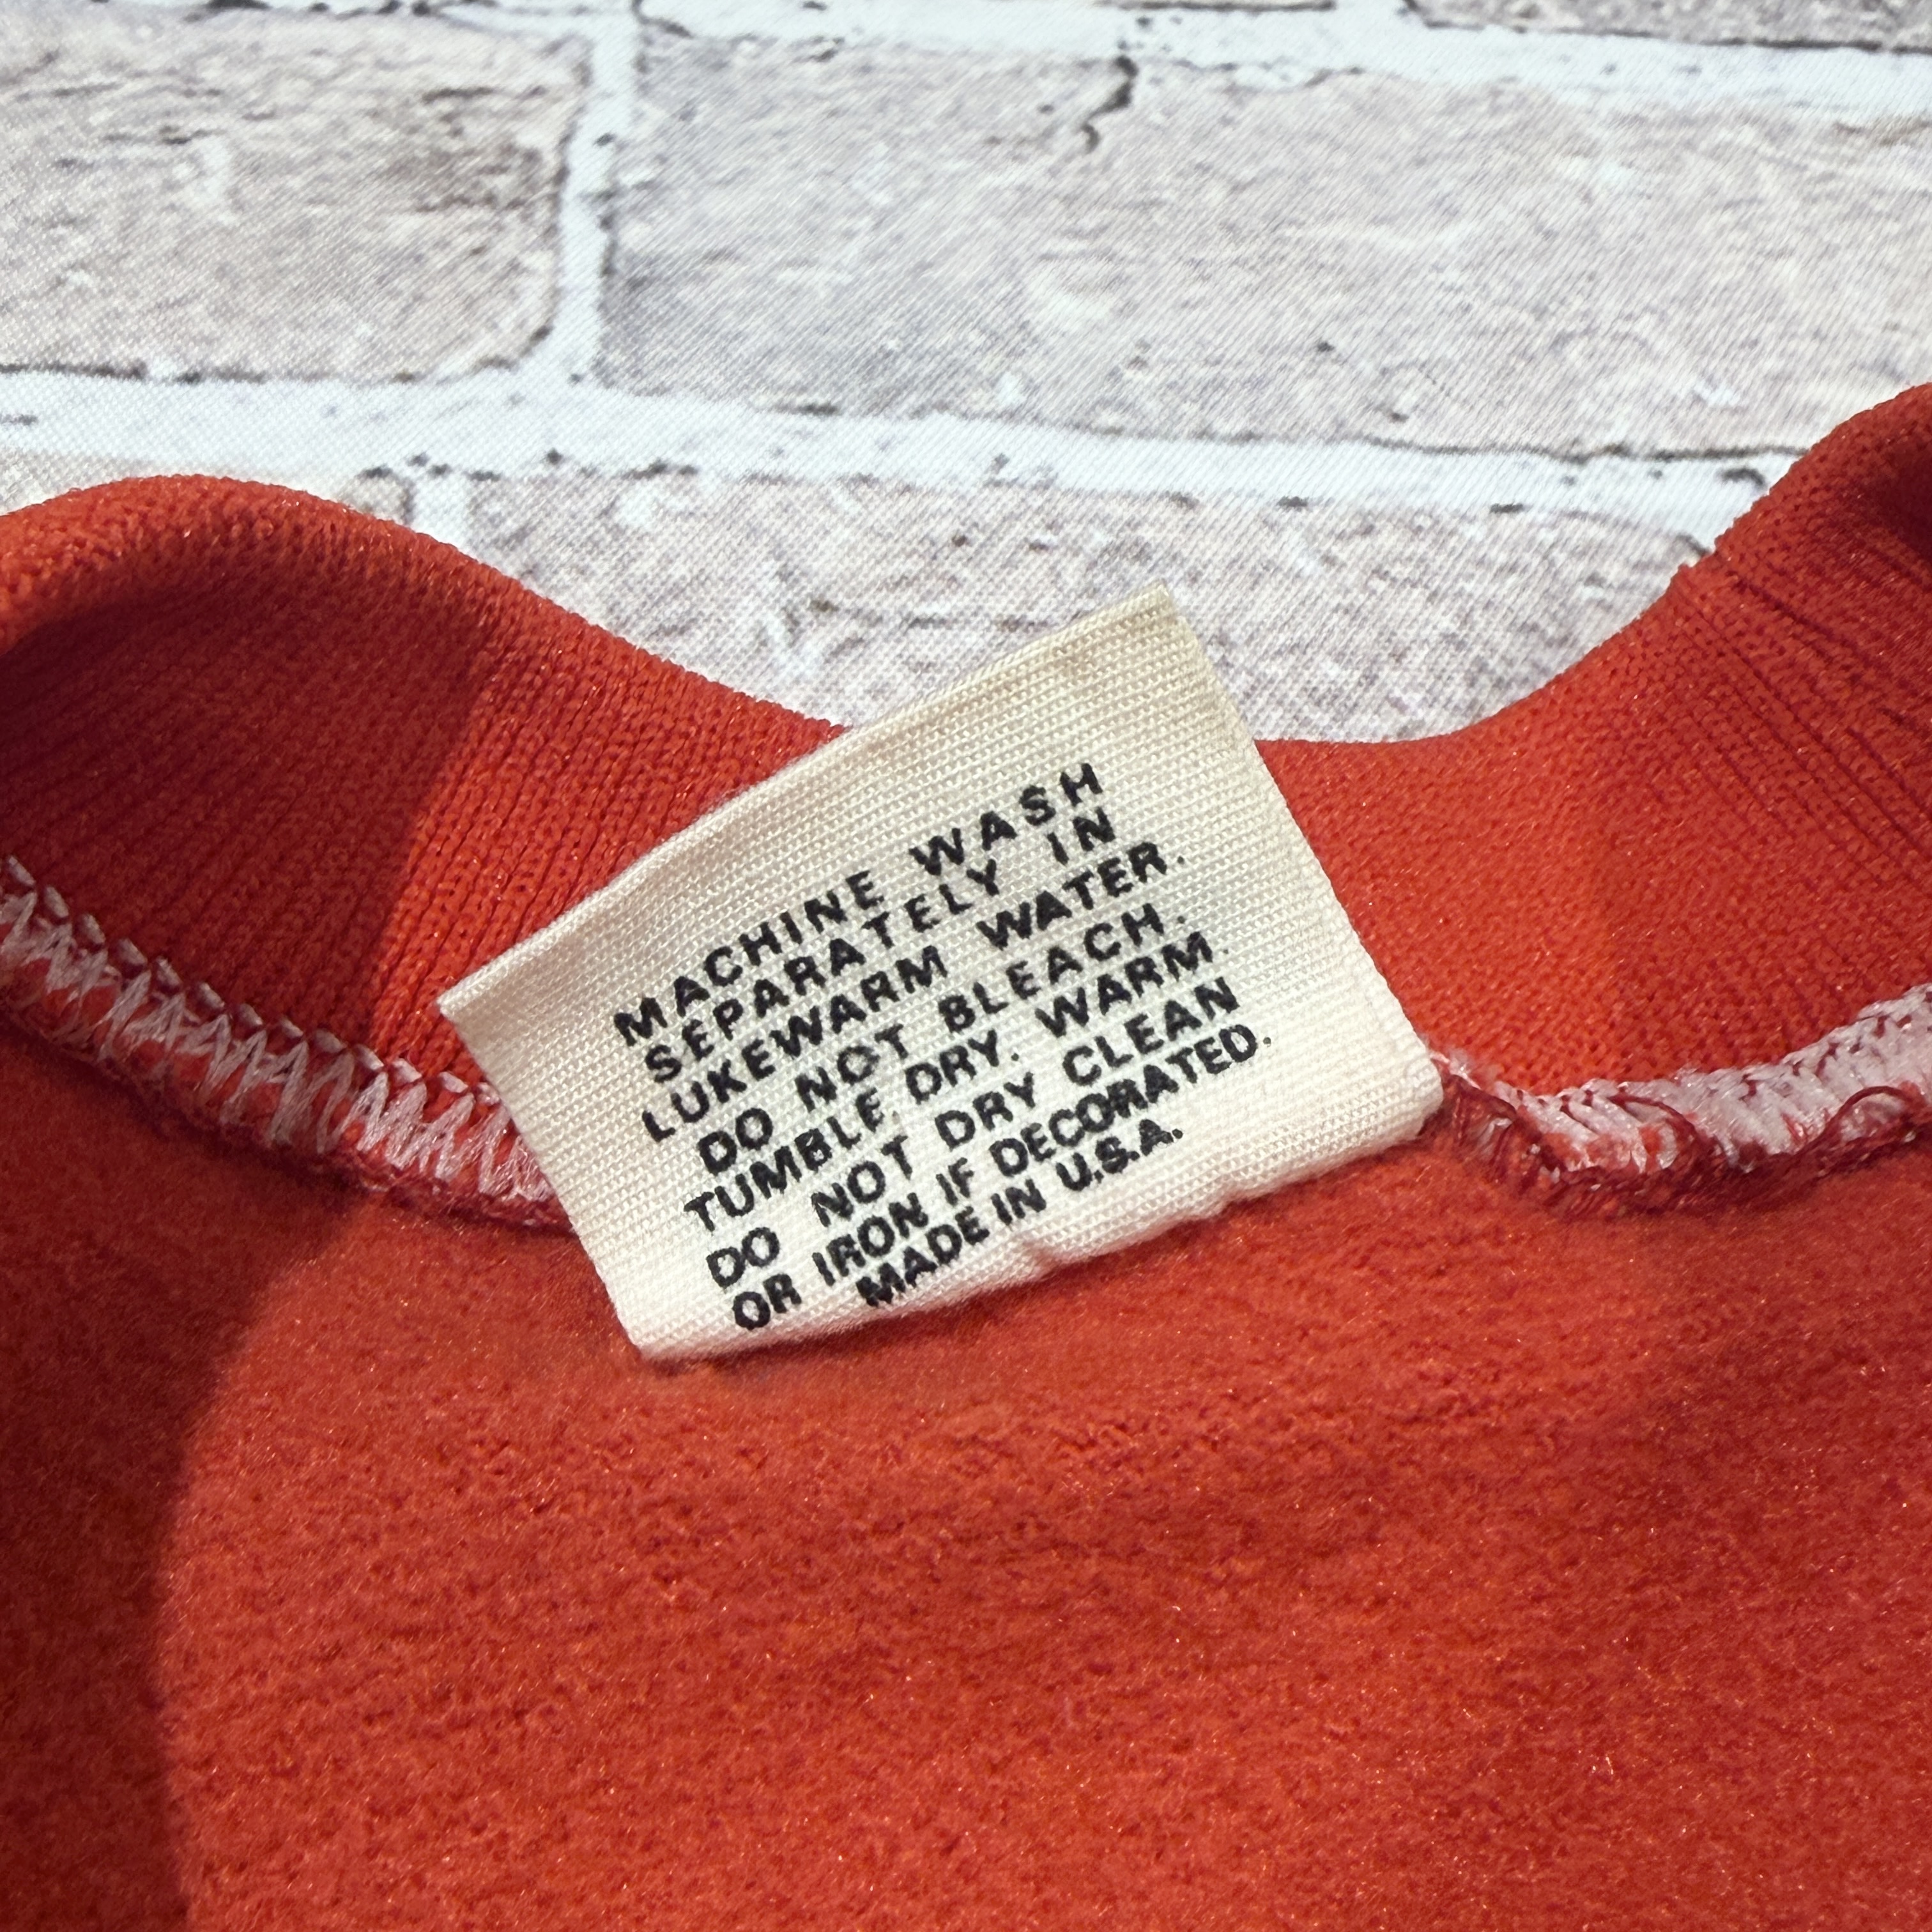 MACHINE WASH
SEPARATELY IN
LUKEWARM WATER.
DO NOT BLEACH.
TUMBLE DRY. WARM.
DO NOT DRY CLEAN
OR IRON IF DECORATED.
MADE IN U.S.A.